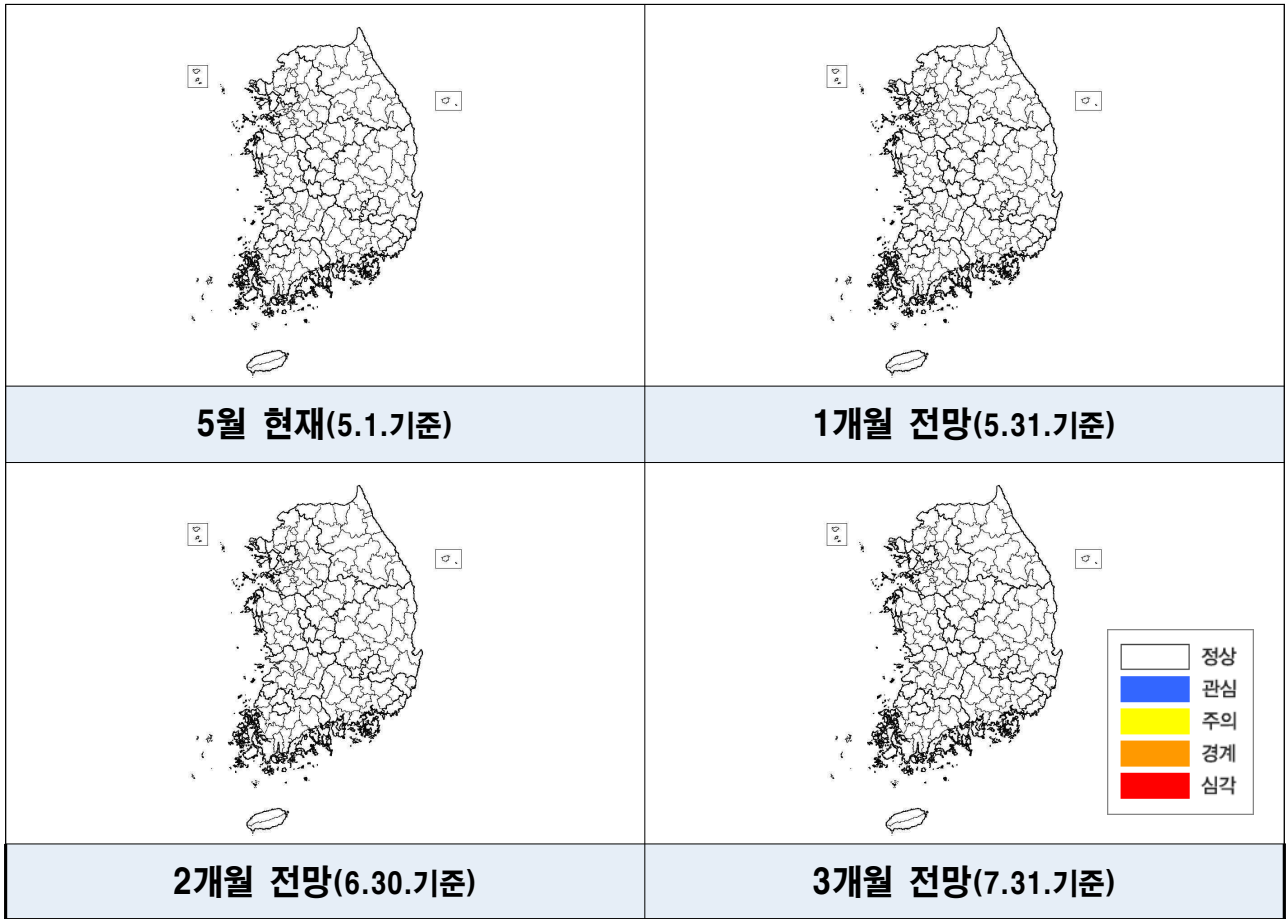 5월 현재(5.1.기준)
1개월 전망(5.31.기준)
정상
관심
주의
경계
심각
2개월 전망(6.30.기준)
3개월 전망(7.31.기준)